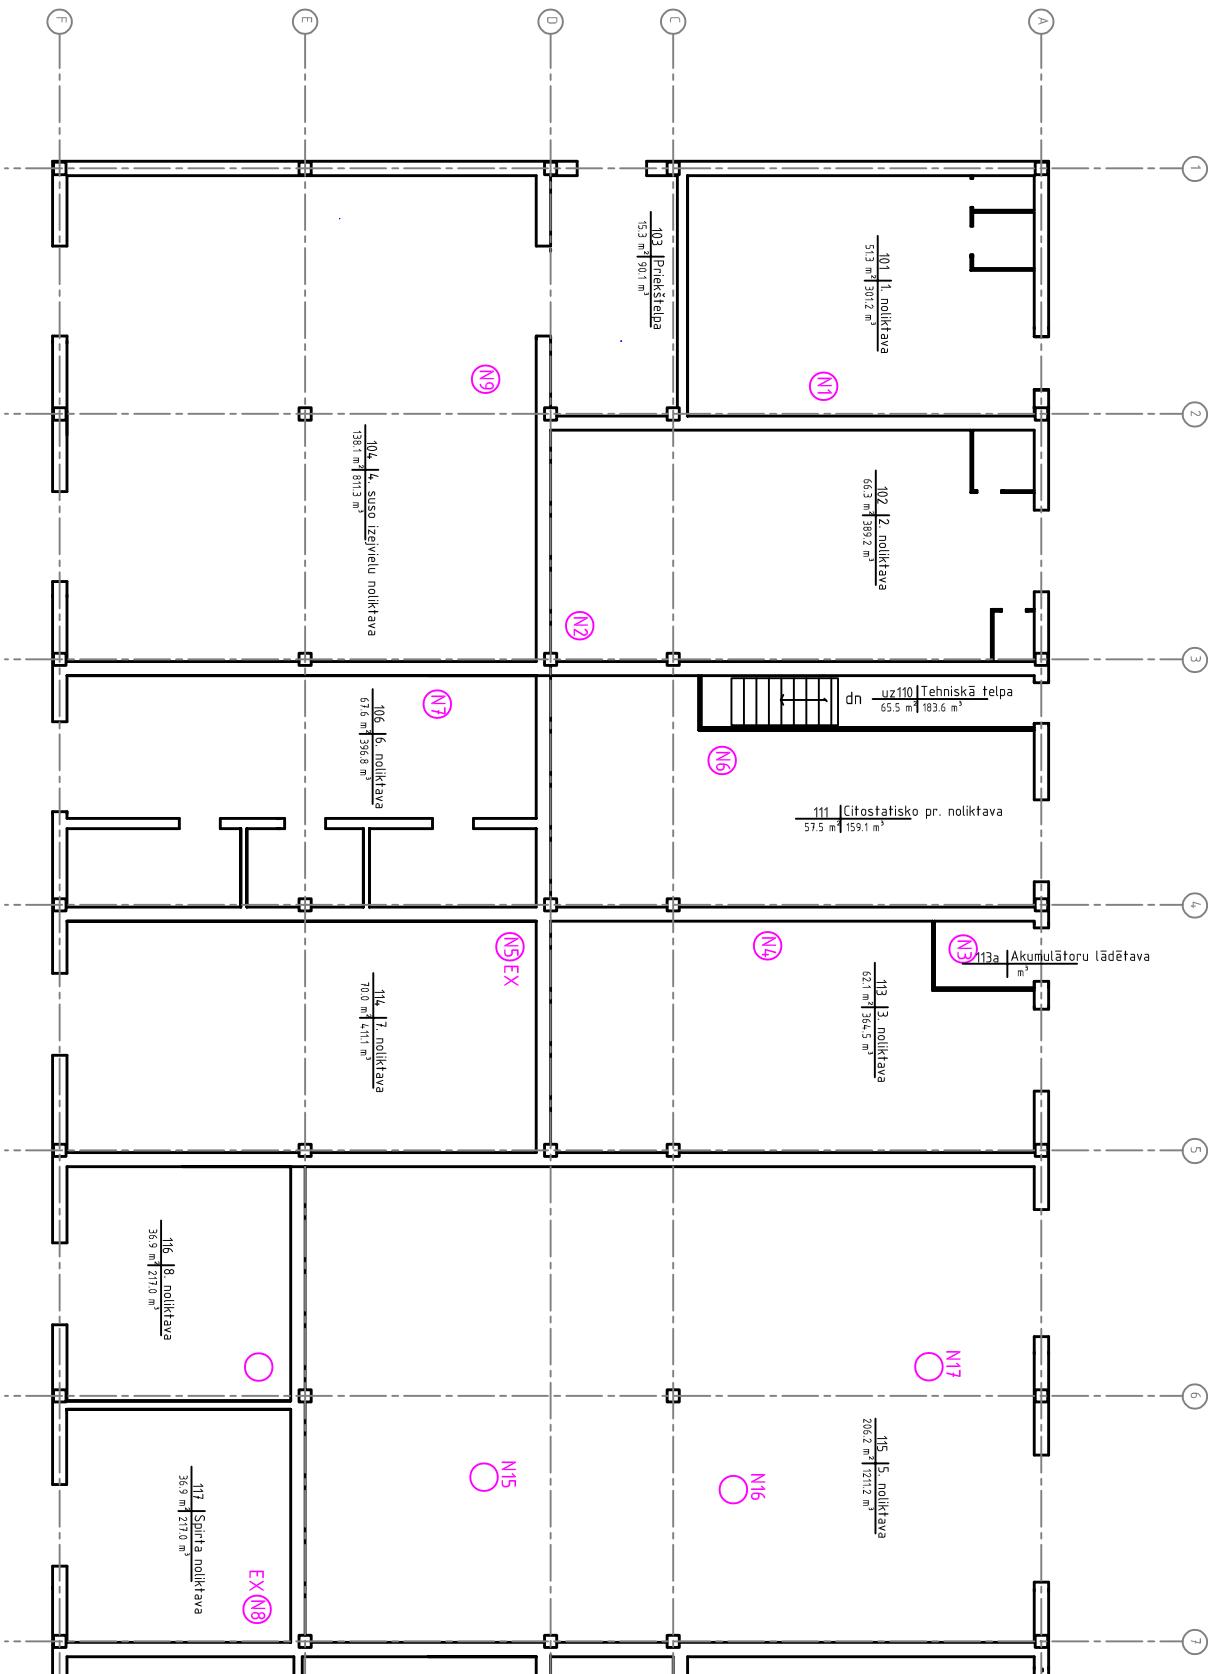 F
E
D
C
A
1
2
3
4
5
6
7
103 Priekštelpa
15.3 m² 90.1 m³
101 1. noliktava
51.3 m² 301.2 m³
N9
N1
104 4. suso izejvielu noliktava
138.1 m² 811.3 m³
102 2. noliktava
66.3 m² 389.2 m³
N2
dn
uz110 Tehniskā telpa
65.5 m² 183.6 m³
106 6. noliktava
67.6 m² 396.8 m³
N7
N6
111 Citostatisko pr. noliktava
57.5 m² 159.1 m³
N5 EX
N4
N3
113a Akumulātoru lādētava
m³
114 7. noliktava
70.0 m² 411.1 m³
113 3. noliktava
62.1 m² 364.5 m³
116 8. noliktava
36.9 m² 217.0 m³
N17
115 5. noliktava
206.2 m² 1211.2 m³
N15
N16
117 Spirta noliktava
36.9 m² 217.0 m³
EX N8